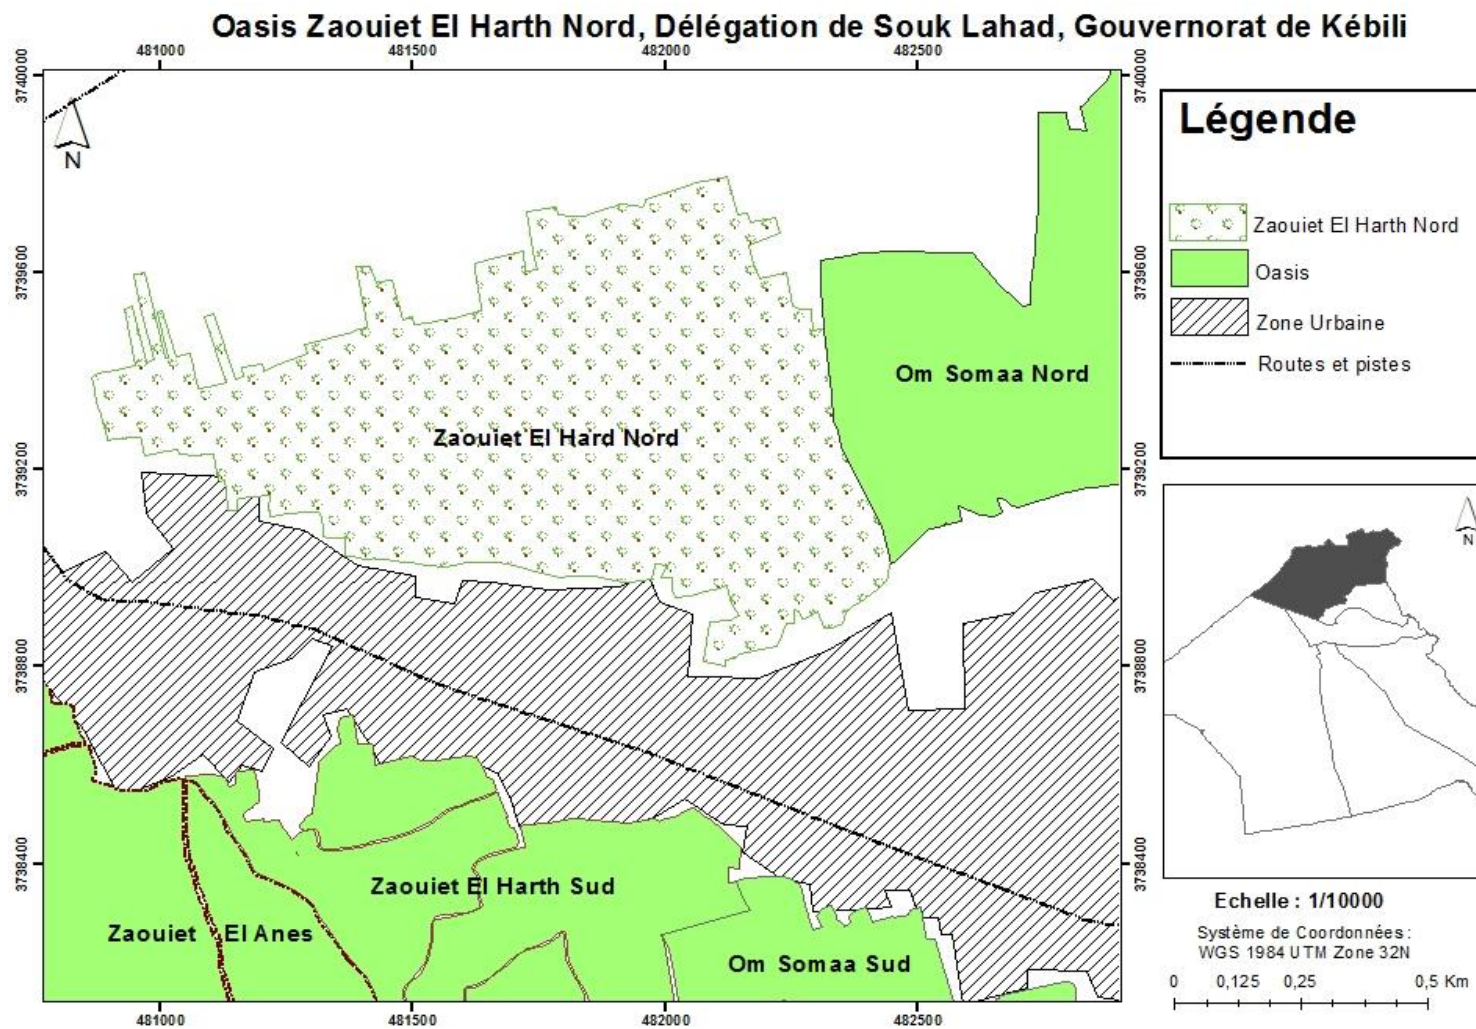 Oasis Zaouiet El Harth Nord, Délégation de Souk Lahad, Gouvernorat de Kébili
481000 481500 482000 482500
3740000 3740000
N
Légende
Zaouiet El Harth Nord
Oasis
Zone Urbaine
Routes et pistes
3739600 3739600
Om Somaa Nord
Zaouiet El Hard Nord
3739200 3739200
N
3738800 3738800
3738400 3738400
Zaouiet El Harth Sud
Zaouiet El Anes
Om Somaa Sud
481000 481500 482000 482500
Echelle : 1/10000
Système de Coordonnées :
WGS 1984 UTM Zone 32N
0 0,125 0,25 0,5 Km